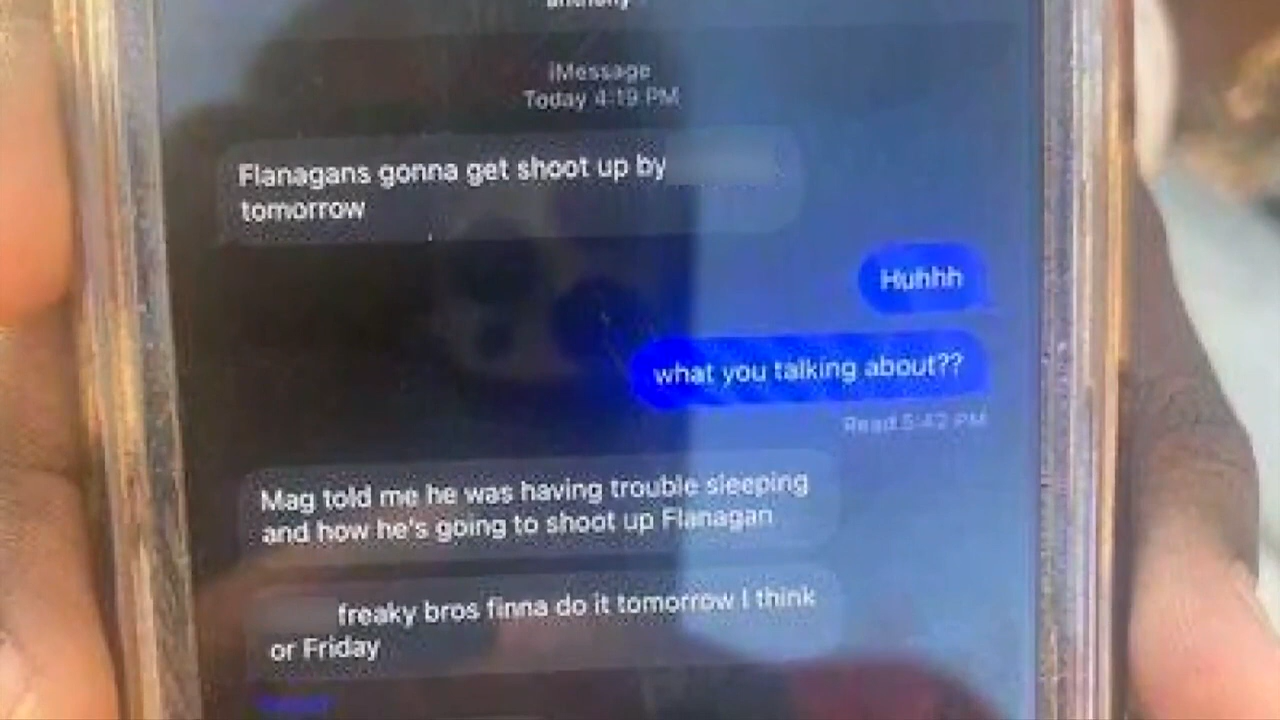 anthony
iMessage
Today 4:19 PM
Flanagans gonna get shoot up by
tomorrow
Huhhh
what you talking about??
Read 5:42 PM
Mag told me he was having trouble sleeping
and how he's going to shoot up Flanagan
freaky bros finna do it tomorrow I think
or Friday